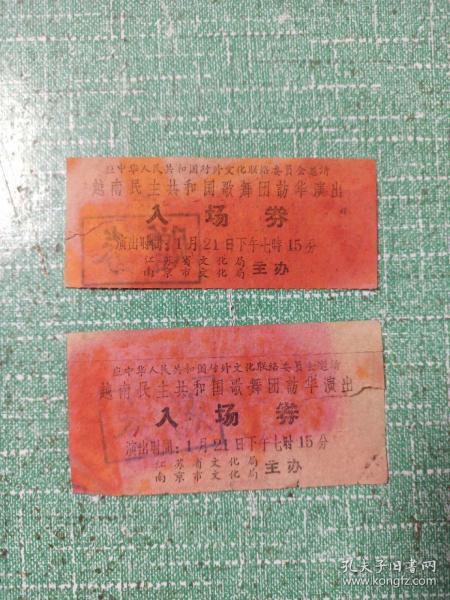 应中华人民共和国对外文化联络委员会邀请
越南民主共和国歌舞团訪华演出
入场券
演出时间：1月21日下午七時15分
江苏省文化局
南京市文化局 主办
应中华人民共和国对外文化联络委员会邀请
越南民主共和国歌舞团訪华演出
入场券
演出时间：1月21日下午七时15分
江苏省文化局
南京市文化局 主办
孔夫子旧书网
www.kongfz.com